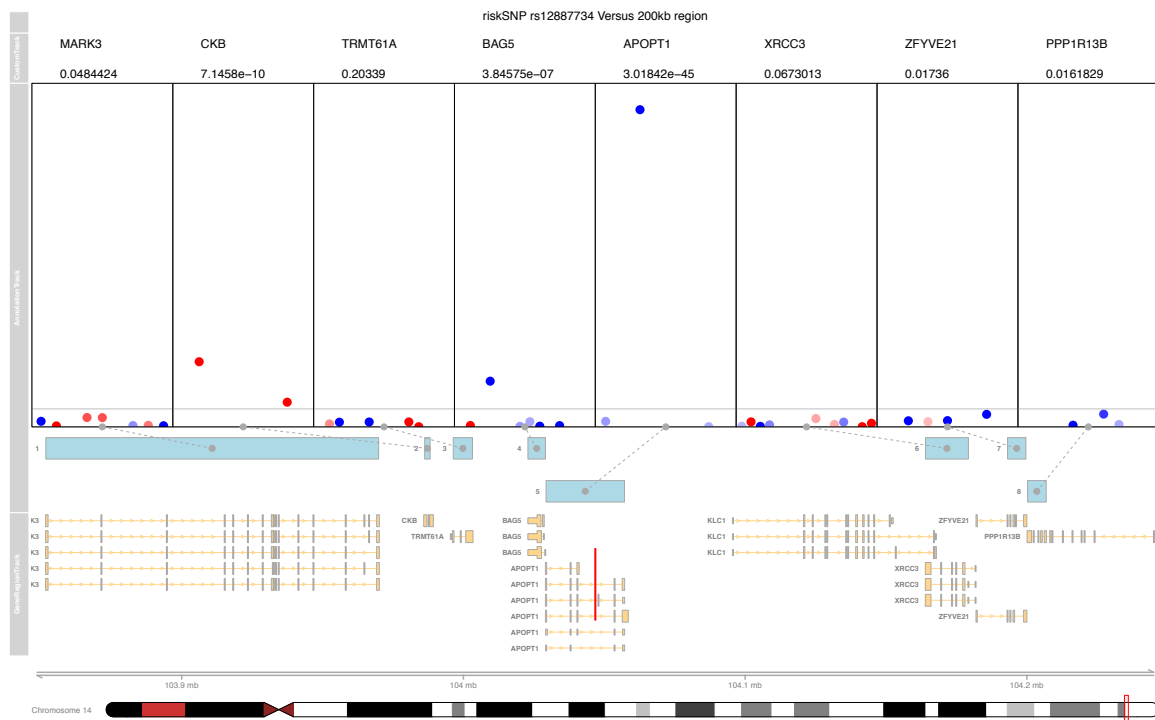 riskSNP rs12887734 Versus 200kb region
CustomTrack
MARK3 CKB TRMT61A BAG5 APOPT1 XRCC3 ZFYVE21 PPP1R13B
0.0484424 7.1458e-10 0.20339 3.84575e-07 3.01842e-45 0.0673013 0.01736 0.0161829
AnnotationTrack
1 2 3 4 6 7
5 8
GeneRegionTrack
K3 CKB BAG5 KLC1 ZFYVE21
K3 TRMT61A BAG5 KLC1 PPP1R13B
K3 BAG5 KLC1
K3 APOPT1 XRCC3
K3 APOPT1 XRCC3
APOPT1 XRCC3
APOPT1 ZFYVE21
APOPT1
APOPT1
103.9 mb 104 mb 104.1 mb 104.2 mb
Chromosome 14